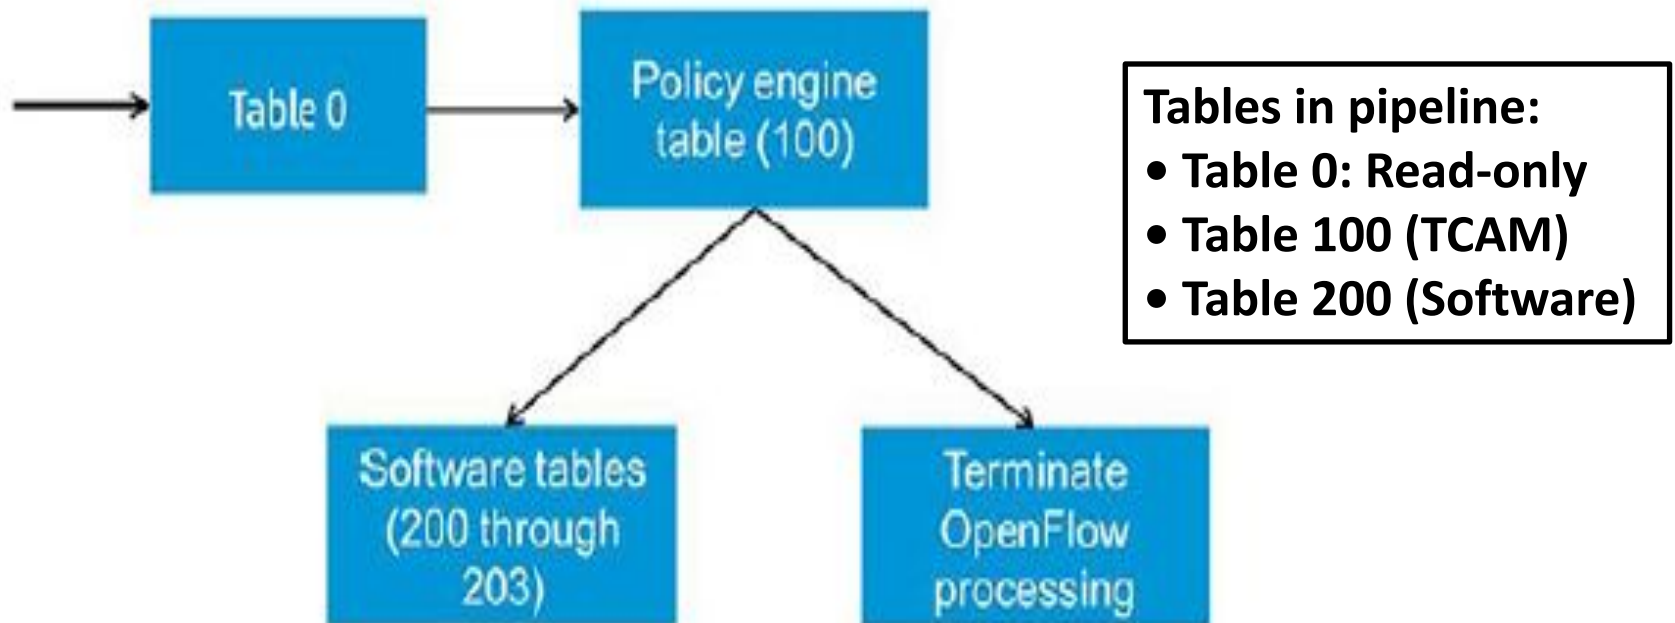 Table 0
Policy engine
table (100)
Tables in pipeline:
• Table 0: Read-only
• Table 100 (TCAM)
• Table 200 (Software)
Software tables
(200 through
203)
Terminate
OpenFlow
processing